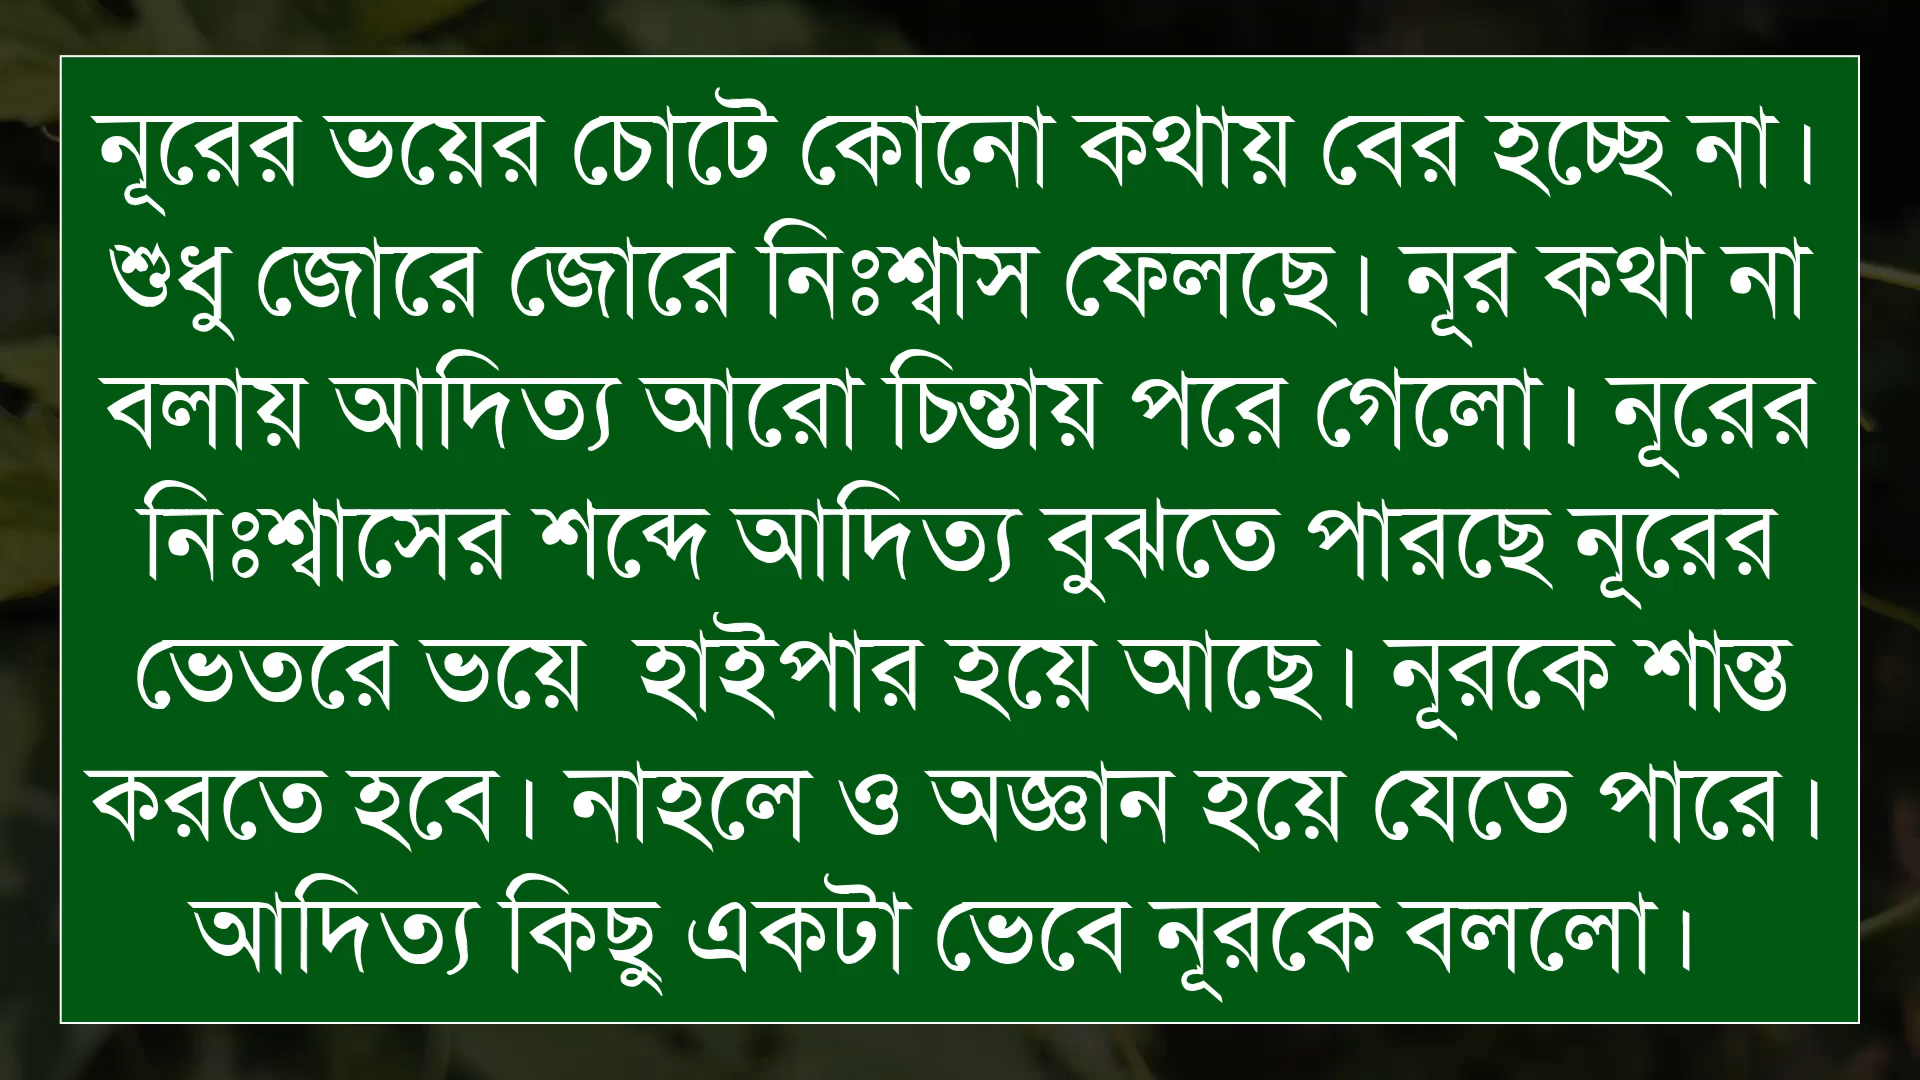 নূরের ভয়ের চোটে কোনো কথায় বের হচ্ছে না।
শুধু জোরে জোরে নিঃশ্বাস ফেলছে। নূর কথা না
বলায় আদিত্য আরো চিন্তায় পরে গেলো। নূরের
নিঃশ্বাসের শব্দে আদিত্য বুঝতে পারছে নূরের
ভেতরে ভয়ে  হাইপার হয়ে আছে। নূরকে শান্ত
করতে হবে। নাহলে ও অজ্ঞান হয়ে যেতে পারে।
আদিত্য কিছু একটা ভেবে নূরকে বললো।